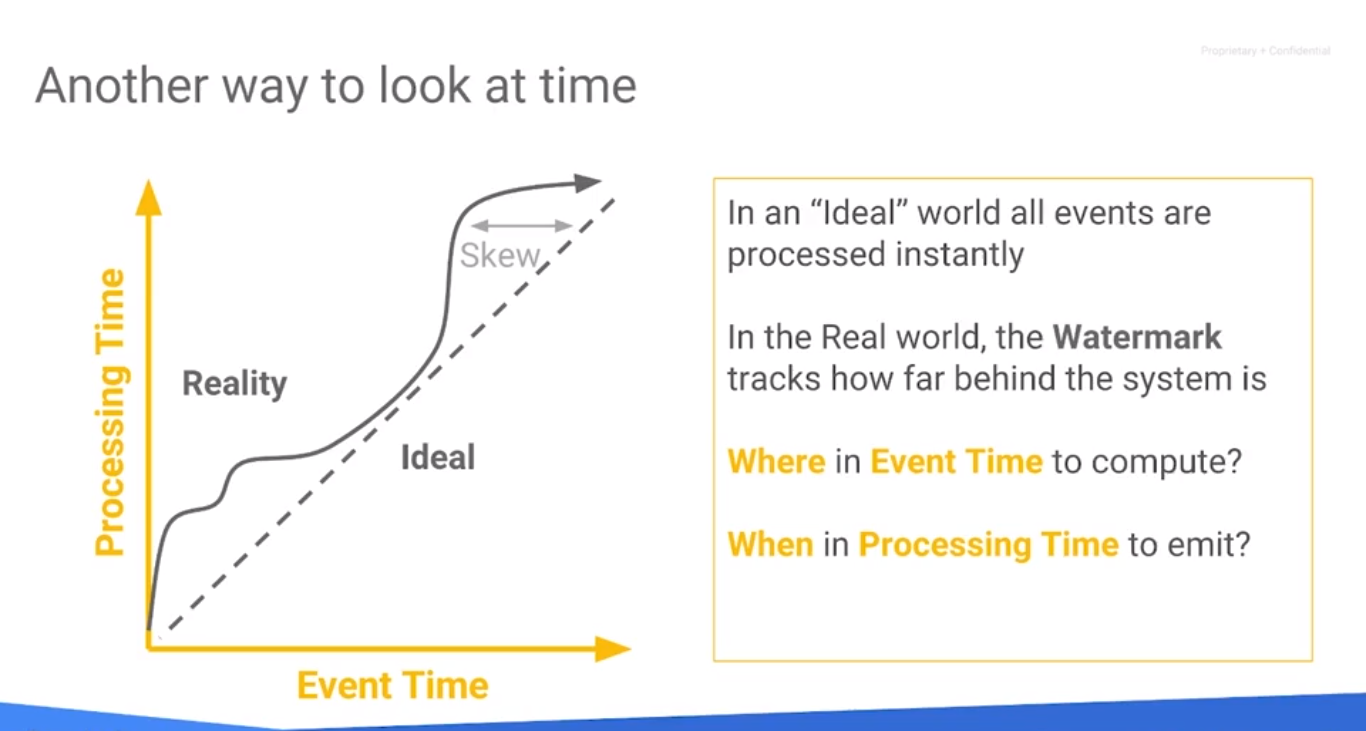 Proprietary + Confidential
Another way to look at time
Processing Time
Reality
Skew
Ideal
Event Time
In an “Ideal” world all events are
processed instantly
In the Real world, the Watermark
tracks how far behind the system is
Where in Event Time to compute?
When in Processing Time to emit?